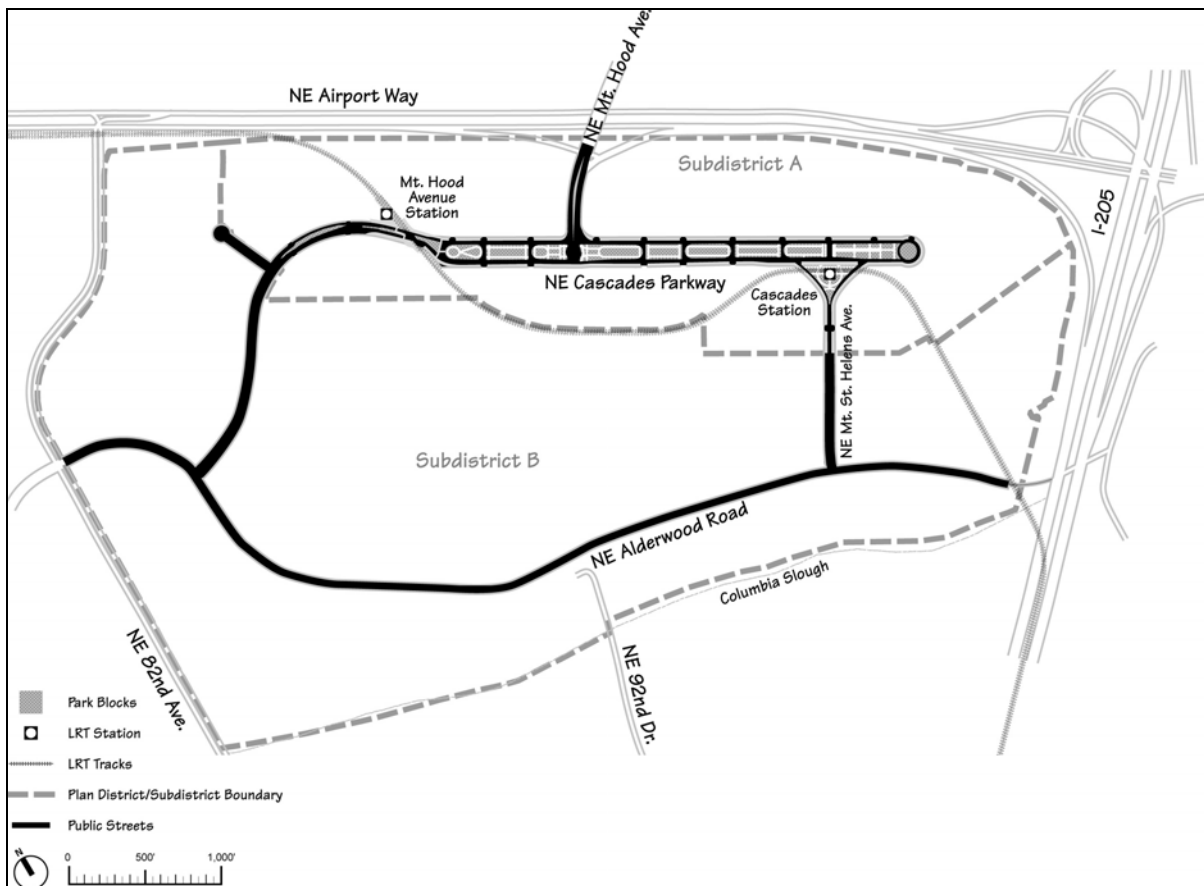 NE Mt. Hood Ave.
NE Airport Way
Subdistrict A
Mt. Hood
Avenue
Station
I-205
NE Cascades Parkway
Cascades
Station
NE Mt. St. Helens Ave.
Subdistrict B
NE Alderwood Road
Columbia Slough
NE 82nd Ave.
NE 92nd Dr.
Park Blocks
LRT Station
LRT Tracks
Plan District/Subdistrict Boundary
Public Streets
N
0 500' 1,000'